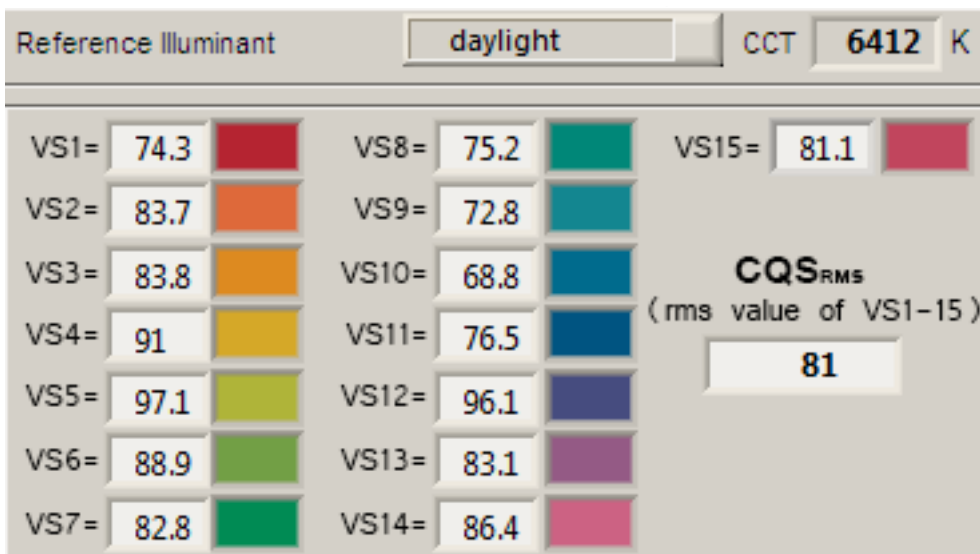 Reference Illuminant daylight CCT 6412 K
VS1= 74.3 VS8= 75.2 VS15= 81.1
VS2= 83.7 VS9= 72.8
VS3= 83.8 VS10= 68.8 CQSRMS
(rms value of VS1-15)
VS4= 91 VS11= 76.5
81
VS5= 97.1 VS12= 96.1
VS6= 88.9 VS13= 83.1
VS7= 82.8 VS14= 86.4